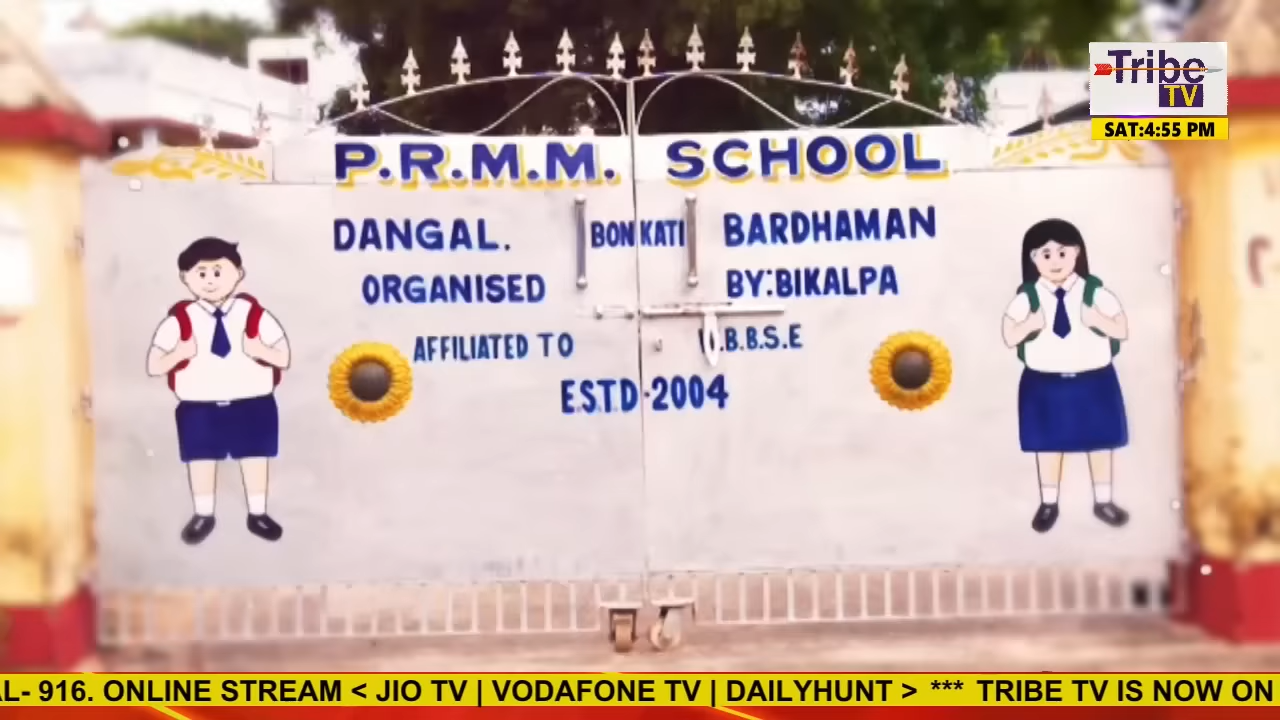 Tribe
TV
SAT:4:55 PM
P.R.M.M. SCHOOL
DANGAL. BONKATI BARDHAMAN
ORGANISED BY:BIKALPA
AFFILIATED TO .B.B.S.E
ESTD-2004
AL- 916. ONLINE STREAM < JIO TV | VODAFONE TV | DAILYHUNT > *** TRIBE TV IS NOW ON